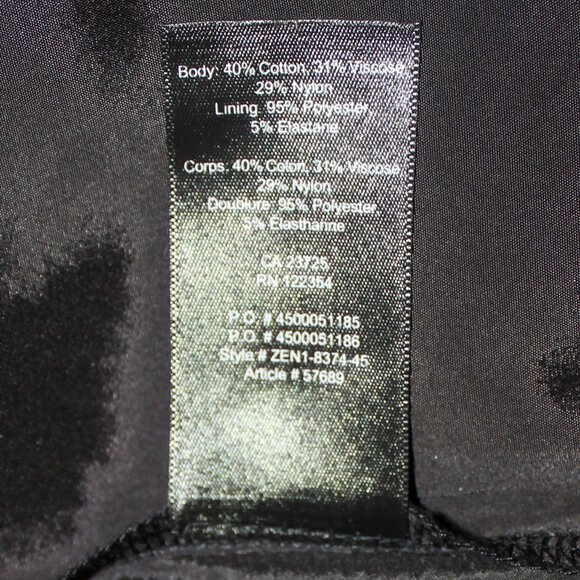 Body: 40% Cotton, 31% Viscose
29% Nylon
Lining: 95% Polyester,
5% Elastane
Corps: 40% Coton, 31% Viscose
29% Nylon
Doublure: 95% Polyester,
5% Elasthanne
CA 23725
RN 122354
P.O. # 4500051185
P.O. # 4500051186
Style # ZEN1-8374-45
Article # 57689